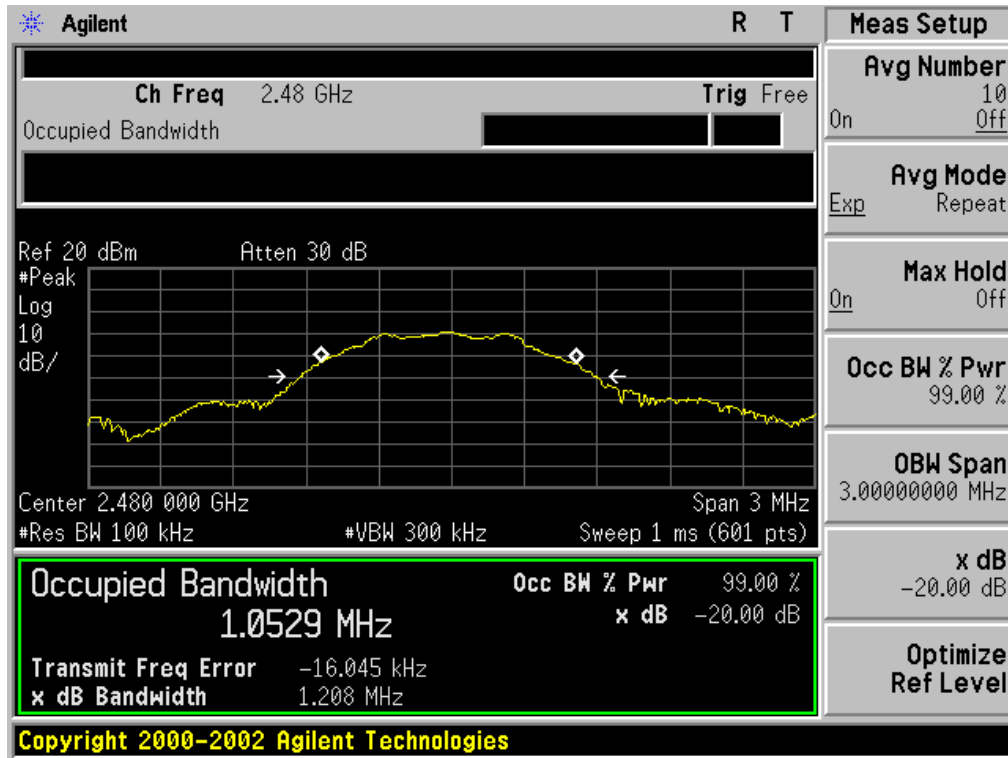 Agilent R T
Ch Freq 2.48 GHz Trig Free
Occupied Bandwidth
Ref 20 dBm Atten 30 dB
#Peak
Log
10
dB/
Center 2.480 000 GHz Span 3 MHz
#Res BW 100 kHz #VBW 300 kHz Sweep 1 ms (601 pts)
Occupied Bandwidth Occ BW % Pwr 99.00 %
1.0529 MHz x dB -20.00 dB
Transmit Freq Error -16.045 kHz
x dB Bandwidth 1.208 MHz
Copyright 2000-2002 Agilent Technologies
Meas Setup
Avg Number
10
On Off
Avg Mode
Exp Repeat
Max Hold
On Off
Occ BW % Pwr
99.00 %
OBW Span
3.00000000 MHz
x dB
-20.00 dB
Optimize
Ref Level